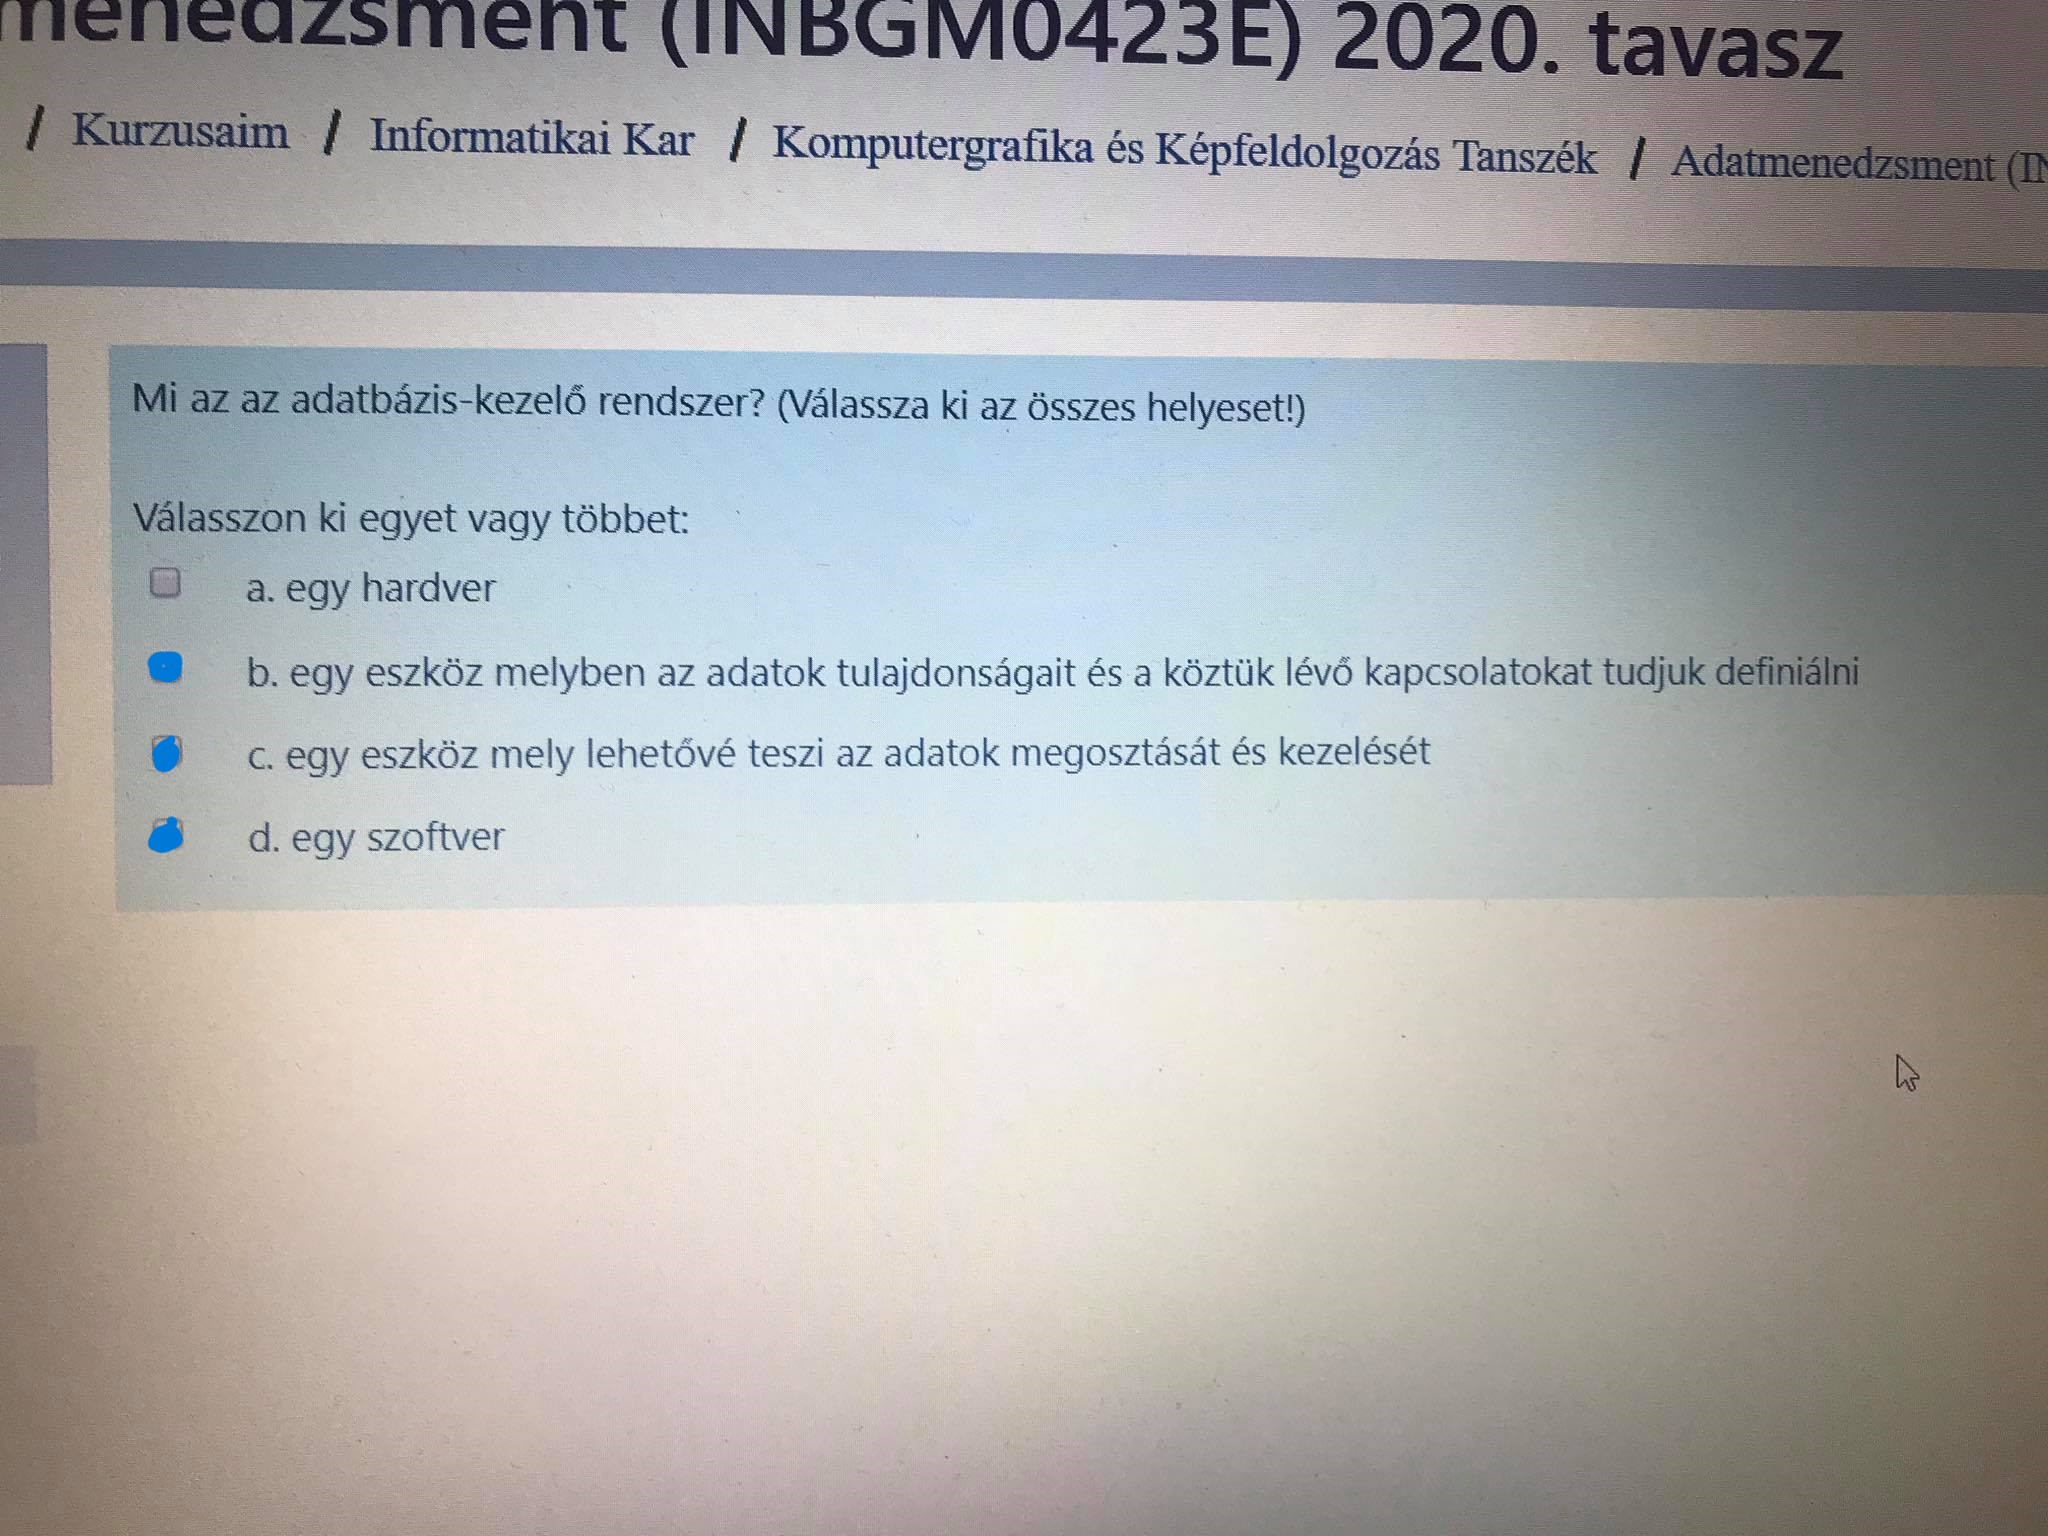 menedzsment (INBGM0423E) 2020. tavasz
/ Kurzusaim / Informatikai Kar / Komputergrafika és Képfeldolgozás Tanszék / Adatmenedzsment (IN
Mi az az adatbázis-kezelő rendszer? (Válassza ki az összes helyeset!)
Válasszon ki egyet vagy többet:
a. egy hardver
b. egy eszköz melyben az adatok tulajdonságait és a köztük lévő kapcsolatokat tudjuk definiálni
c. egy eszköz mely lehetővé teszi az adatok megosztását és kezelését
d. egy szoftver